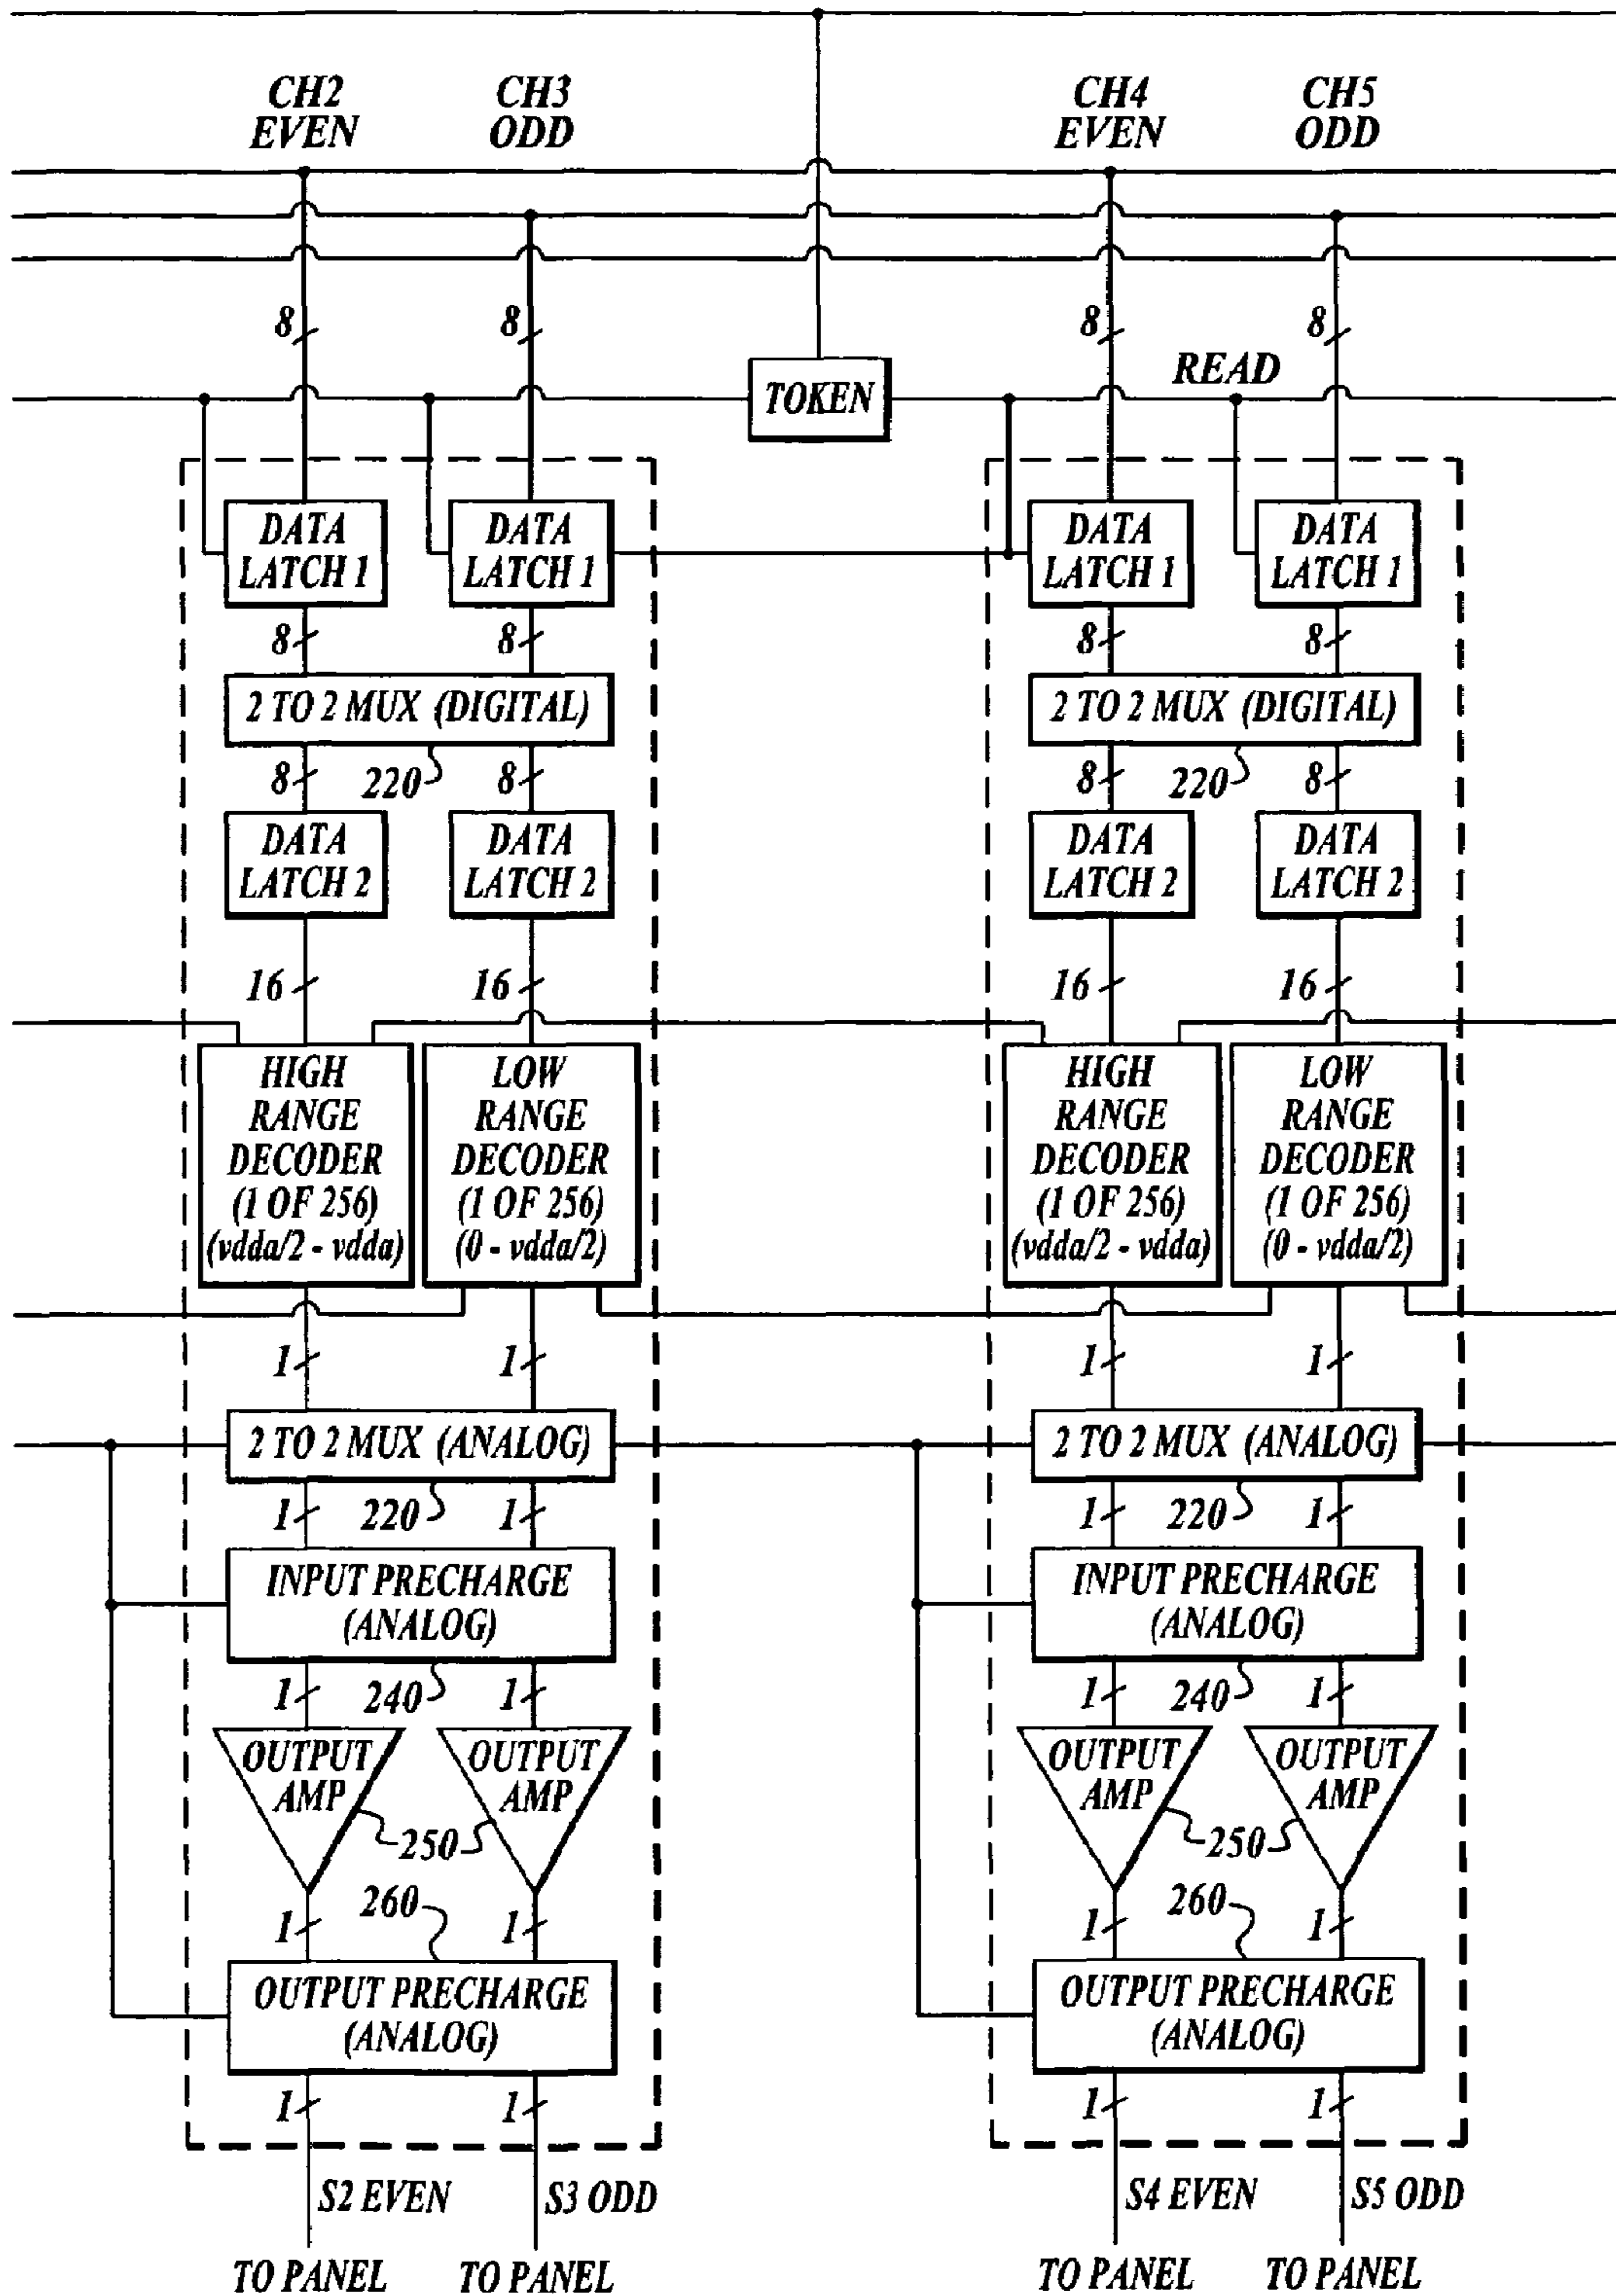 CH2 CH3 CH4 CH5
EVEN ODD EVEN ODD
8 8 8 8
READ
TOKEN
DATA DATA DATA DATA
LATCH 1 LATCH 1 LATCH 1 LATCH 1
8 8 8 8
2 TO 2 MUX (DIGITAL) 2 TO 2 MUX (DIGITAL)
8 220 8 8 220 8
DATA DATA DATA DATA
LATCH 2 LATCH 2 LATCH 2 LATCH 2
16 16 16 16
HIGH LOW HIGH LOW
RANGE RANGE RANGE RANGE
DECODER DECODER DECODER DECODER
(1 OF 256) (1 OF 256) (1 OF 256) (1 OF 256)
(vdda/2 - vdda) (0 - vdda/2) (vdda/2 - vdda) (0 - vdda/2)
1 1 1 1
2 TO 2 MUX (ANALOG) 2 TO 2 MUX (ANALOG)
1 220 1 1 220 1
INPUT PRECHARGE INPUT PRECHARGE
(ANALOG) (ANALOG)
1 240 1 1 240 1
OUTPUT OUTPUT OUTPUT OUTPUT
AMP AMP AMP AMP
250 250
260 260
1 1 1 1
OUTPUT PRECHARGE OUTPUT PRECHARGE
(ANALOG) (ANALOG)
1 1 1 1
S2 EVEN S3 ODD S4 EVEN S5 ODD
TO PANEL TO PANEL TO PANEL TO PANEL